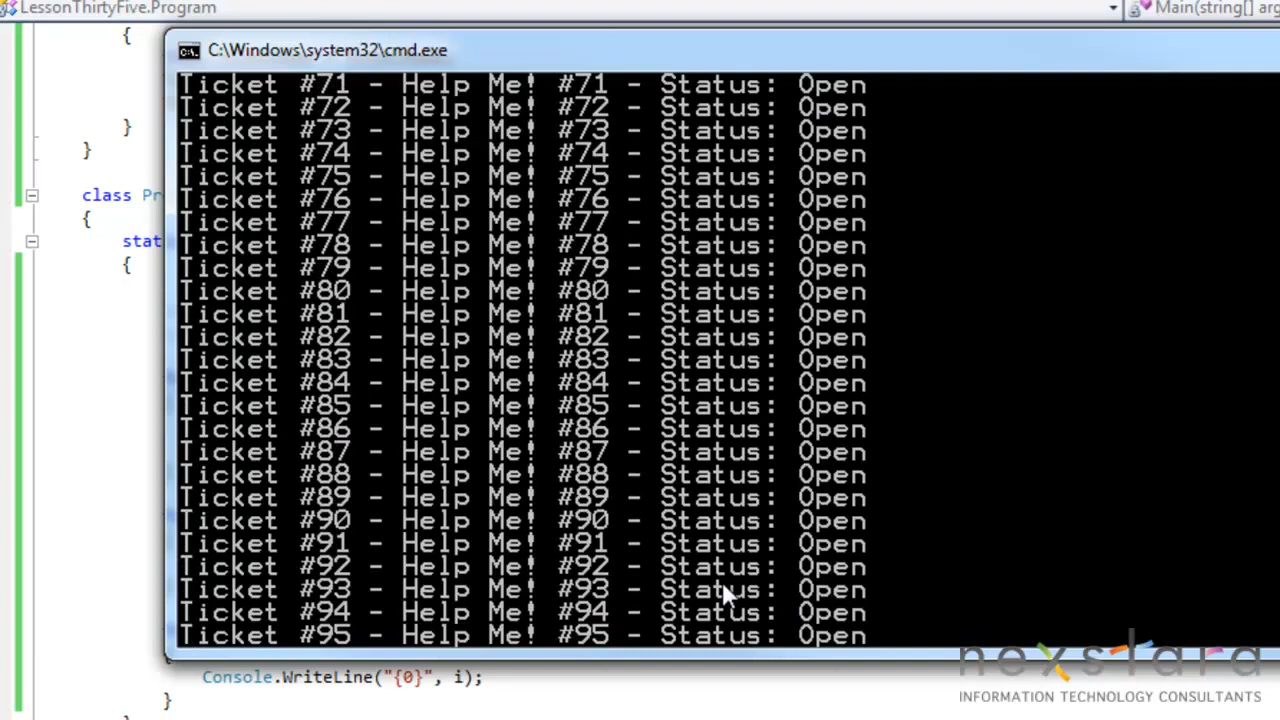 LessonThirtyFive.Program
Main(string[] arg
{
C:\Windows\system32\cmd.exe
Ticket #71 - Help Me! #71 - Status: Open
Ticket #72 - Help Me! #72 - Status: Open
Ticket #73 - Help Me! #73 - Status: Open
}
Ticket #74 - Help Me! #74 - Status: Open
}
Ticket #75 - Help Me! #75 - Status: Open
Ticket #76 - Help Me! #76 - Status: Open
class Pr
Ticket #77 - Help Me! #77 - Status: Open
{
Ticket #78 - Help Me! #78 - Status: Open
stat
Ticket #79 - Help Me! #79 - Status: Open
{
Ticket #80 - Help Me! #80 - Status: Open
Ticket #81 - Help Me! #81 - Status: Open
Ticket #82 - Help Me! #82 - Status: Open
Ticket #83 - Help Me! #83 - Status: Open
Ticket #84 - Help Me! #84 - Status: Open
Ticket #85 - Help Me! #85 - Status: Open
Ticket #86 - Help Me! #86 - Status: Open
Ticket #87 - Help Me! #87 - Status: Open
Ticket #88 - Help Me! #88 - Status: Open
Ticket #89 - Help Me! #89 - Status: Open
Ticket #90 - Help Me! #90 - Status: Open
Ticket #91 - Help Me! #91 - Status: Open
Ticket #92 - Help Me! #92 - Status: Open
Ticket #93 - Help Me! #93 - Status: Open
Ticket #94 - Help Me! #94 - Status: Open
Ticket #95 - Help Me! #95 - Status: Open
Console.WriteLine("{0}", i);
}
nexstara
INFORMATION TECHNOLOGY CONSULTANTS